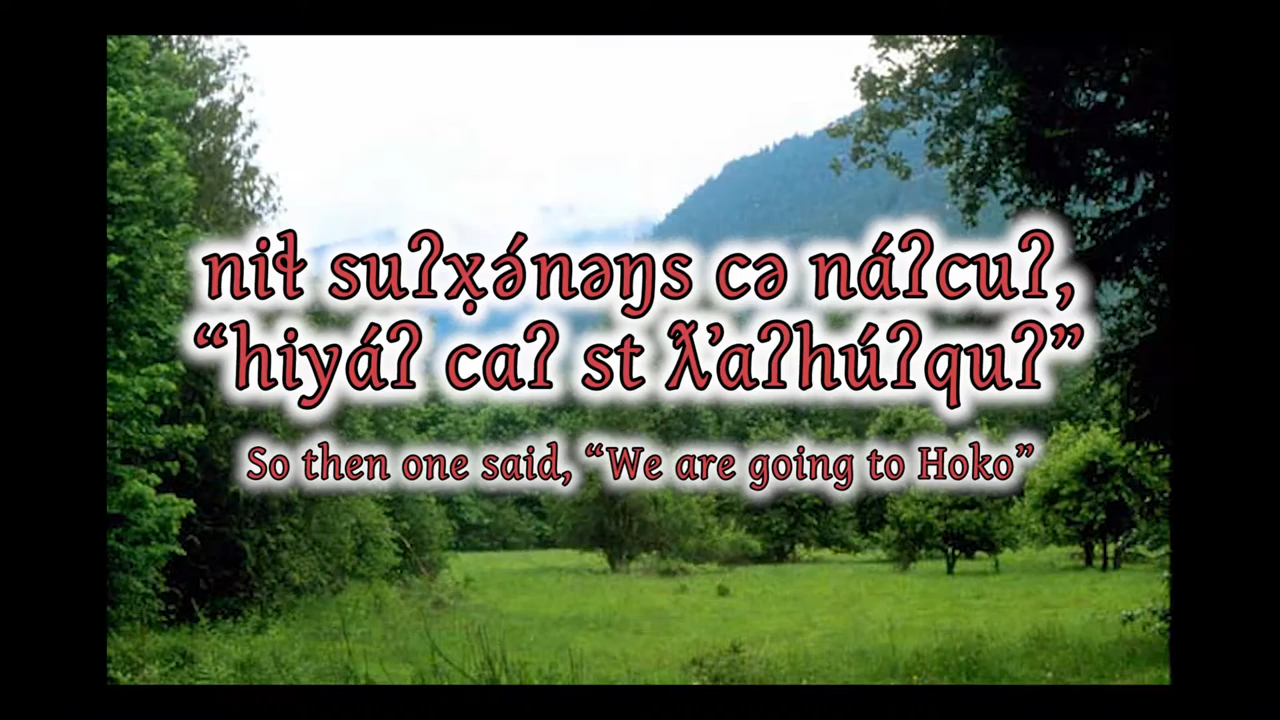 niɬ suʔx̣ə́nəŋs cə náʔcuʔ,
“hiyáʔ caʔ st ƛ̕aʔhúʔquʔ”
So then one said, “We are going to Hoko”